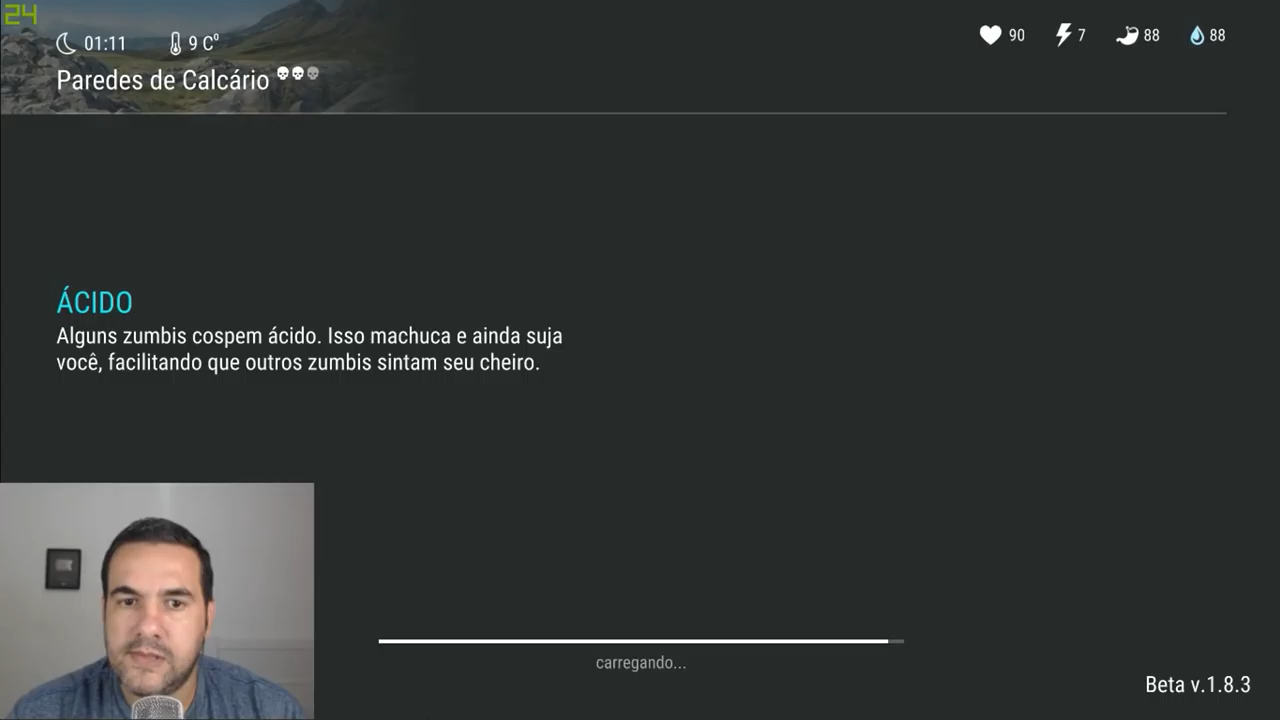 24
01:11
9 Cº
90
7
88
88
Paredes de Calcário
ÁCIDO
Alguns zumbis cospem ácido. Isso machuca e ainda suja
você, facilitando que outros zumbis sintam seu cheiro.
carregando...
Beta v.1.8.3